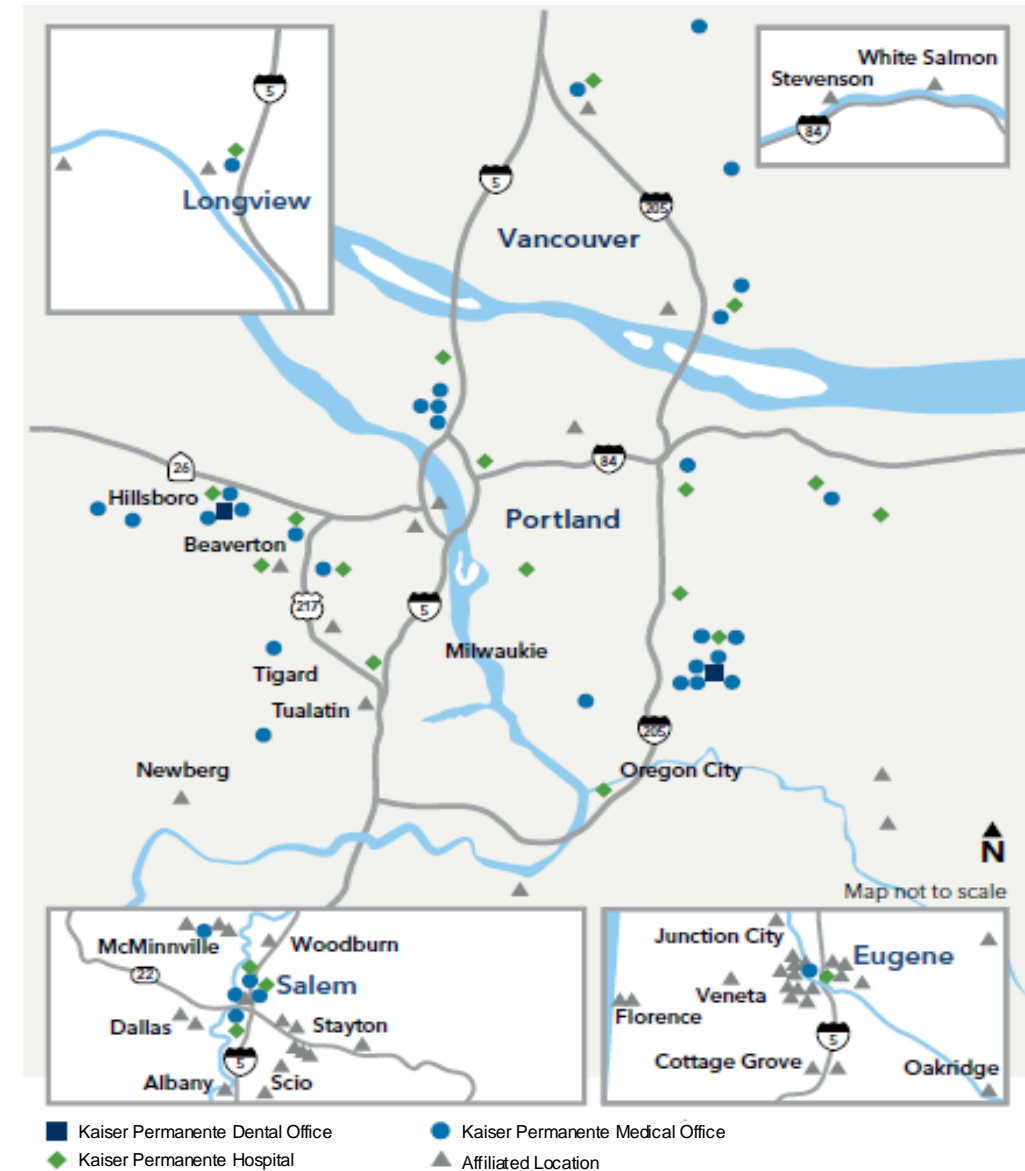 White Salmon
Stevenson
84
5
Longview
5
205
Vancouver
26
84
Hillsboro
Portland
Beaverton
217
5
Milwaukie
Tigard
Tualatin
205
Newberg
Oregon City
N
Map not to scale
McMinnville
Woodburn
22
Salem
Dallas
Stayton
5
Albany
Scio
Junction City
Eugene
Veneta
Florence
5
Cottage Grove
Oakridge
Kaiser Permanente Dental Office
Kaiser Permanente Medical Office
Kaiser Permanente Hospital
Affiliated Location